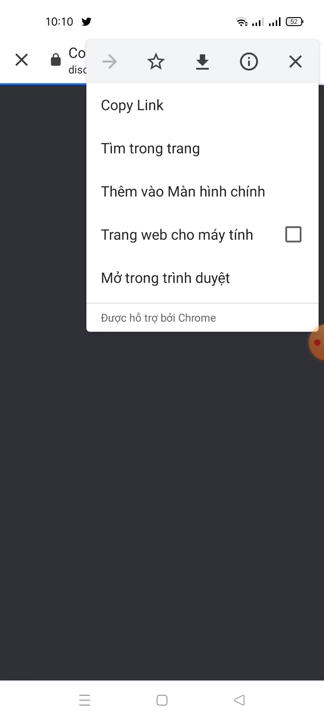 10:10
52
Co
disc
Copy Link
Tìm trong trang
Thêm vào Màn hình chính
Trang web cho máy tính
Mở trong trình duyệt
Được hỗ trợ bởi Chrome